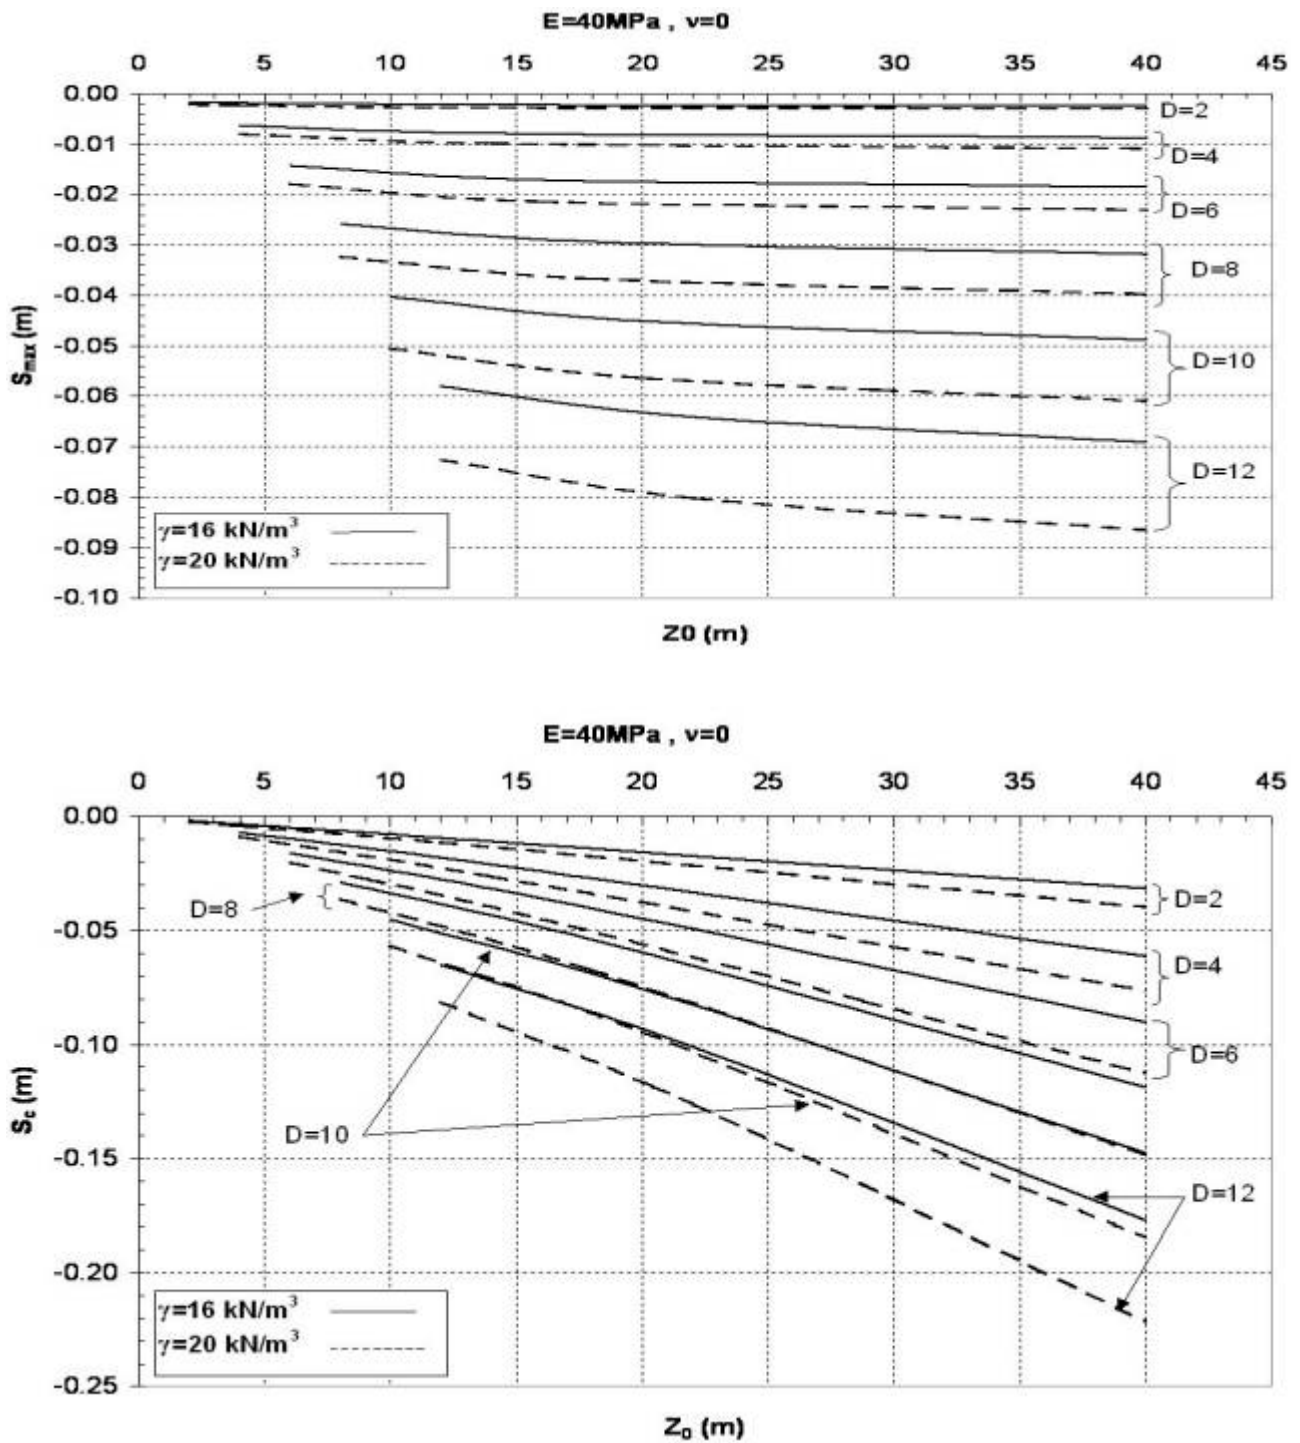 E=40MPa , ν=0
0 5 10 15 20 25 30 35 40 45
0.00
-0.01
-0.02
-0.03
-0.04
-0.05
-0.06
-0.07
-0.08
-0.09
-0.10
Smax (m)
D=2
D=4
D=6
D=8
D=10
D=12
γ=16 kN/m³
γ=20 kN/m³
Z0 (m)
E=40MPa , ν=0
0 5 10 15 20 25 30 35 40 45
0.00
-0.05
-0.10
-0.15
-0.20
-0.25
Sc (m)
D=8
D=10
D=2
D=4
D=6
D=12
γ=16 kN/m³
γ=20 kN/m³
Z₀ (m)